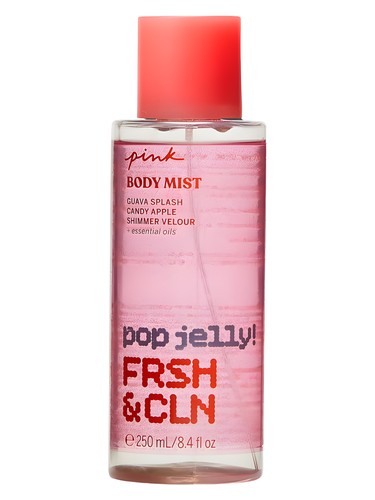 pink
BODY MIST
GUAVA SPLASH
CANDY APPLE
SHIMMER VELOUR
+ essential oils
pop jelly!
FRSH
&CLN
℮ 250 mL/8.4 fl oz